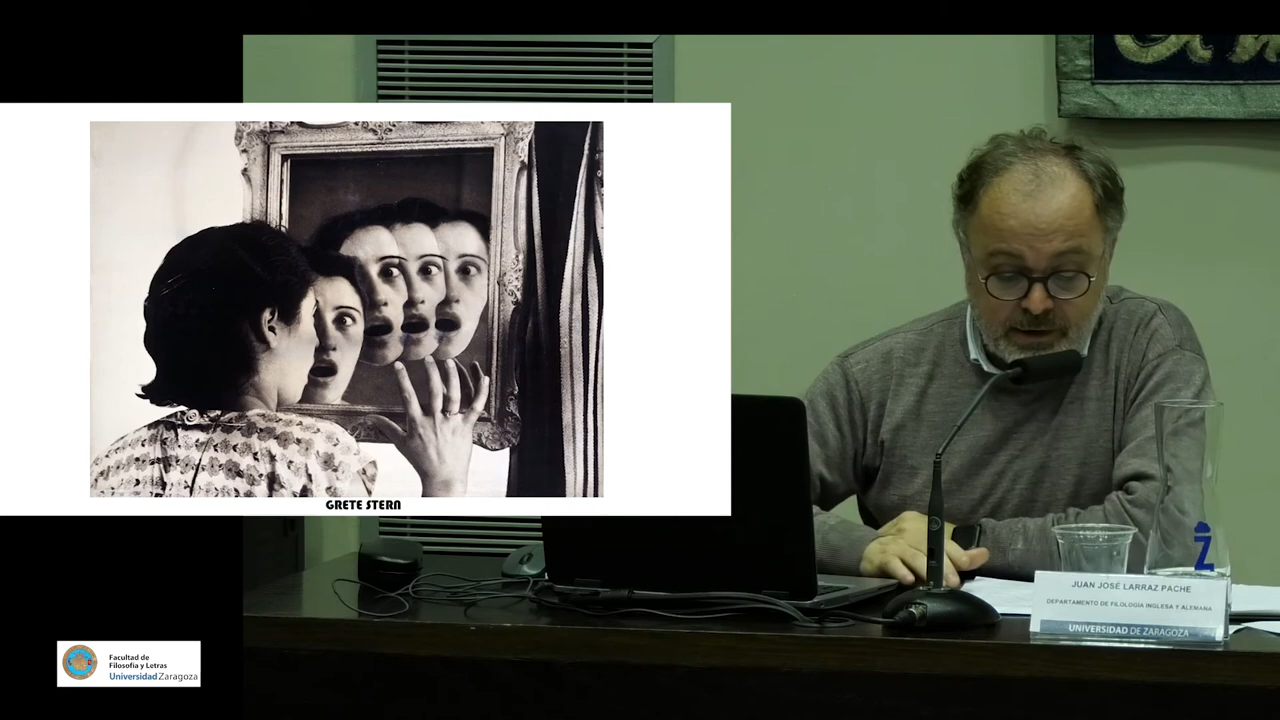 GRETE STERN
JUAN JOSÉ LARRAZ PACHE
DEPARTAMENTO DE FILOLOGÍA INGLESA Y ALEMANA
UNIVERSIDAD DE ZARAGOZA
Facultad de
Filosofía y Letras
Universidad Zaragoza